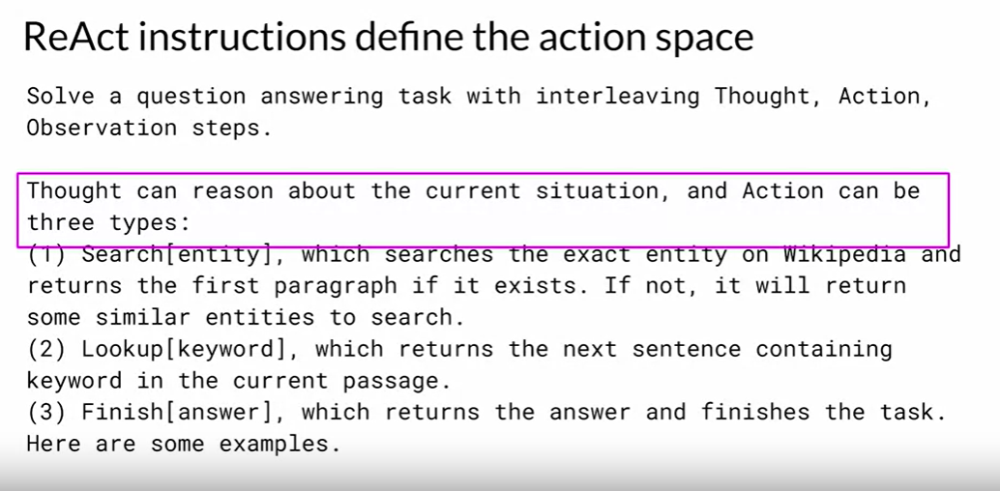 ReAct instructions define the action space
Solve a question answering task with interleaving Thought, Action,
Observation steps.
Thought can reason about the current situation, and Action can be
three types:
(1) Search[entity], which searches the exact entity on Wikipedia and
returns the first paragraph if it exists. If not, it will return
some similar entities to search.
(2) Lookup[keyword], which returns the next sentence containing
keyword in the current passage.
(3) Finish[answer], which returns the answer and finishes the task.
Here are some examples.